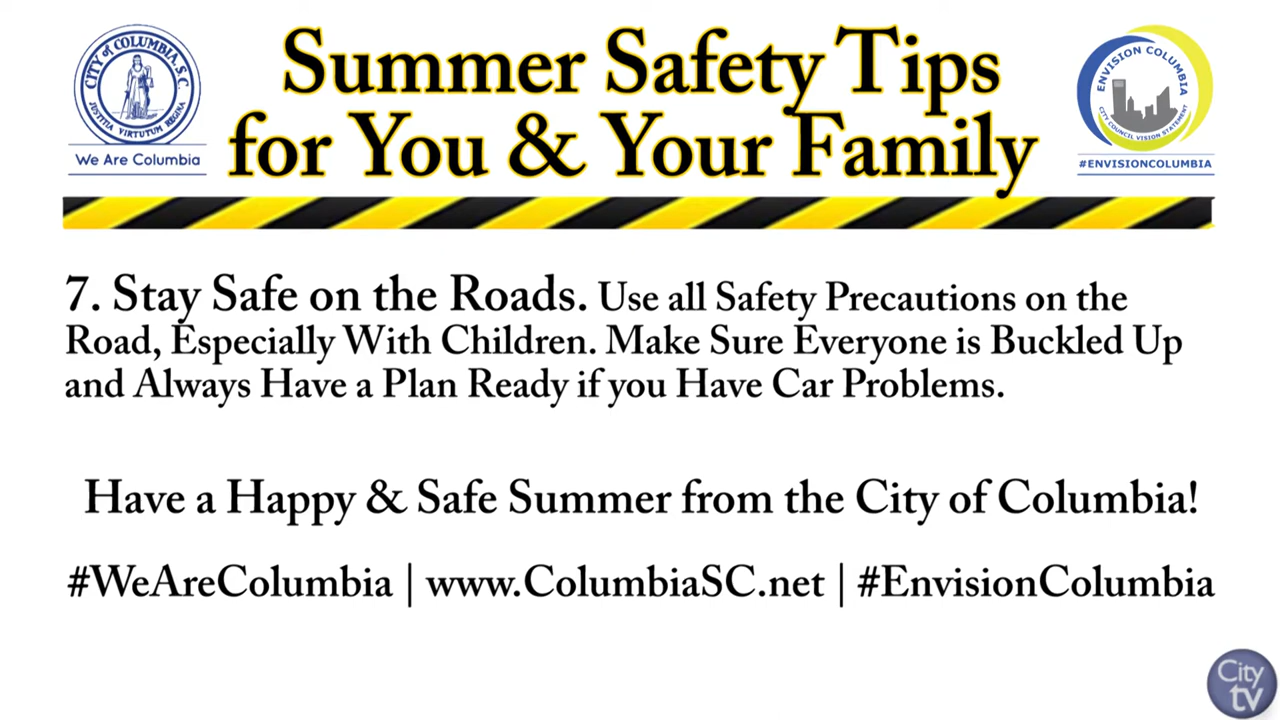 CITY OF COLUMBIA, S.C.
JUSTITIA VIRTUTUM REGINA
We Are Columbia
Summer Safety Tips
for You & Your Family
ENVISION COLUMBIA
CITY COUNCIL VISION STATEMENT
#ENVISIONCOLUMBIA
7. Stay Safe on the Roads. Use all Safety Precautions on the
Road, Especially With Children. Make Sure Everyone is Buckled Up
and Always Have a Plan Ready if you Have Car Problems.
Have a Happy & Safe Summer from the City of Columbia!
#WeAreColumbia | www.ColumbiaSC.net | #EnvisionColumbia
City
tv